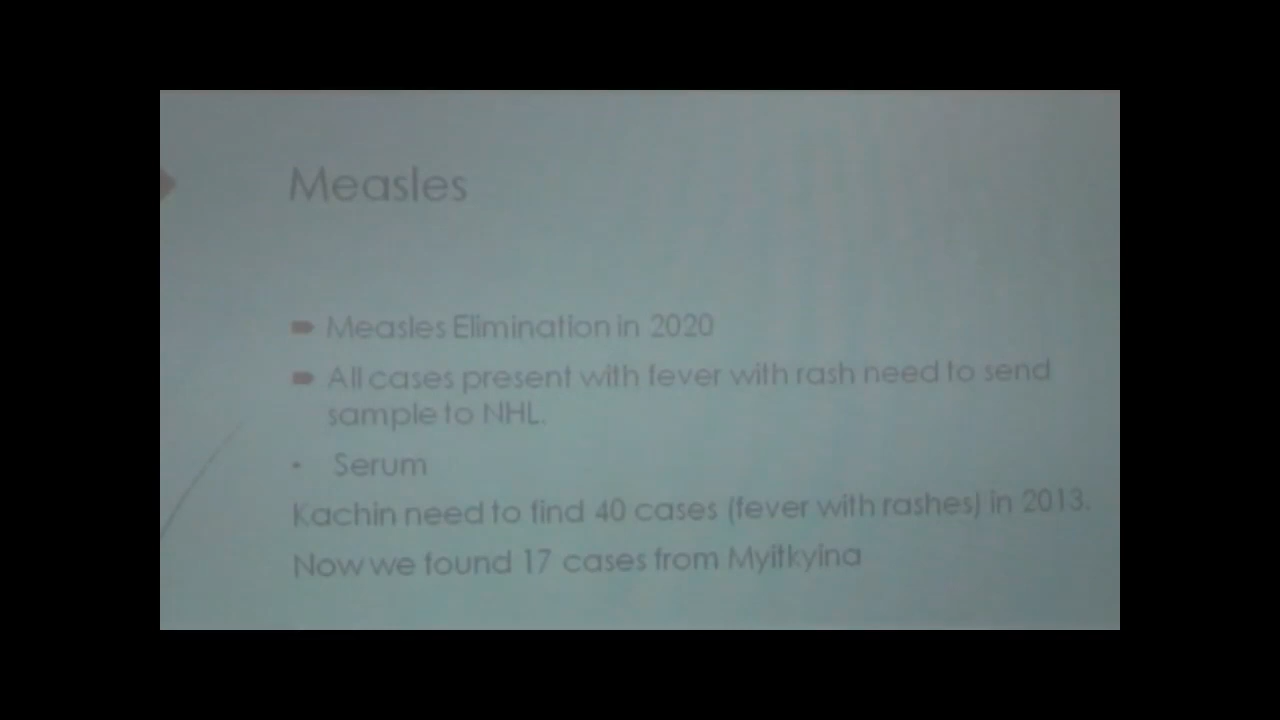 Measles
Measles Elimination in 2020
All cases present with fever with rash need to send
sample to NHL.
• Serum
Kachin need to find 40 cases (fever with rashes) in 2013.
Now we found 17 cases from Myitkyina